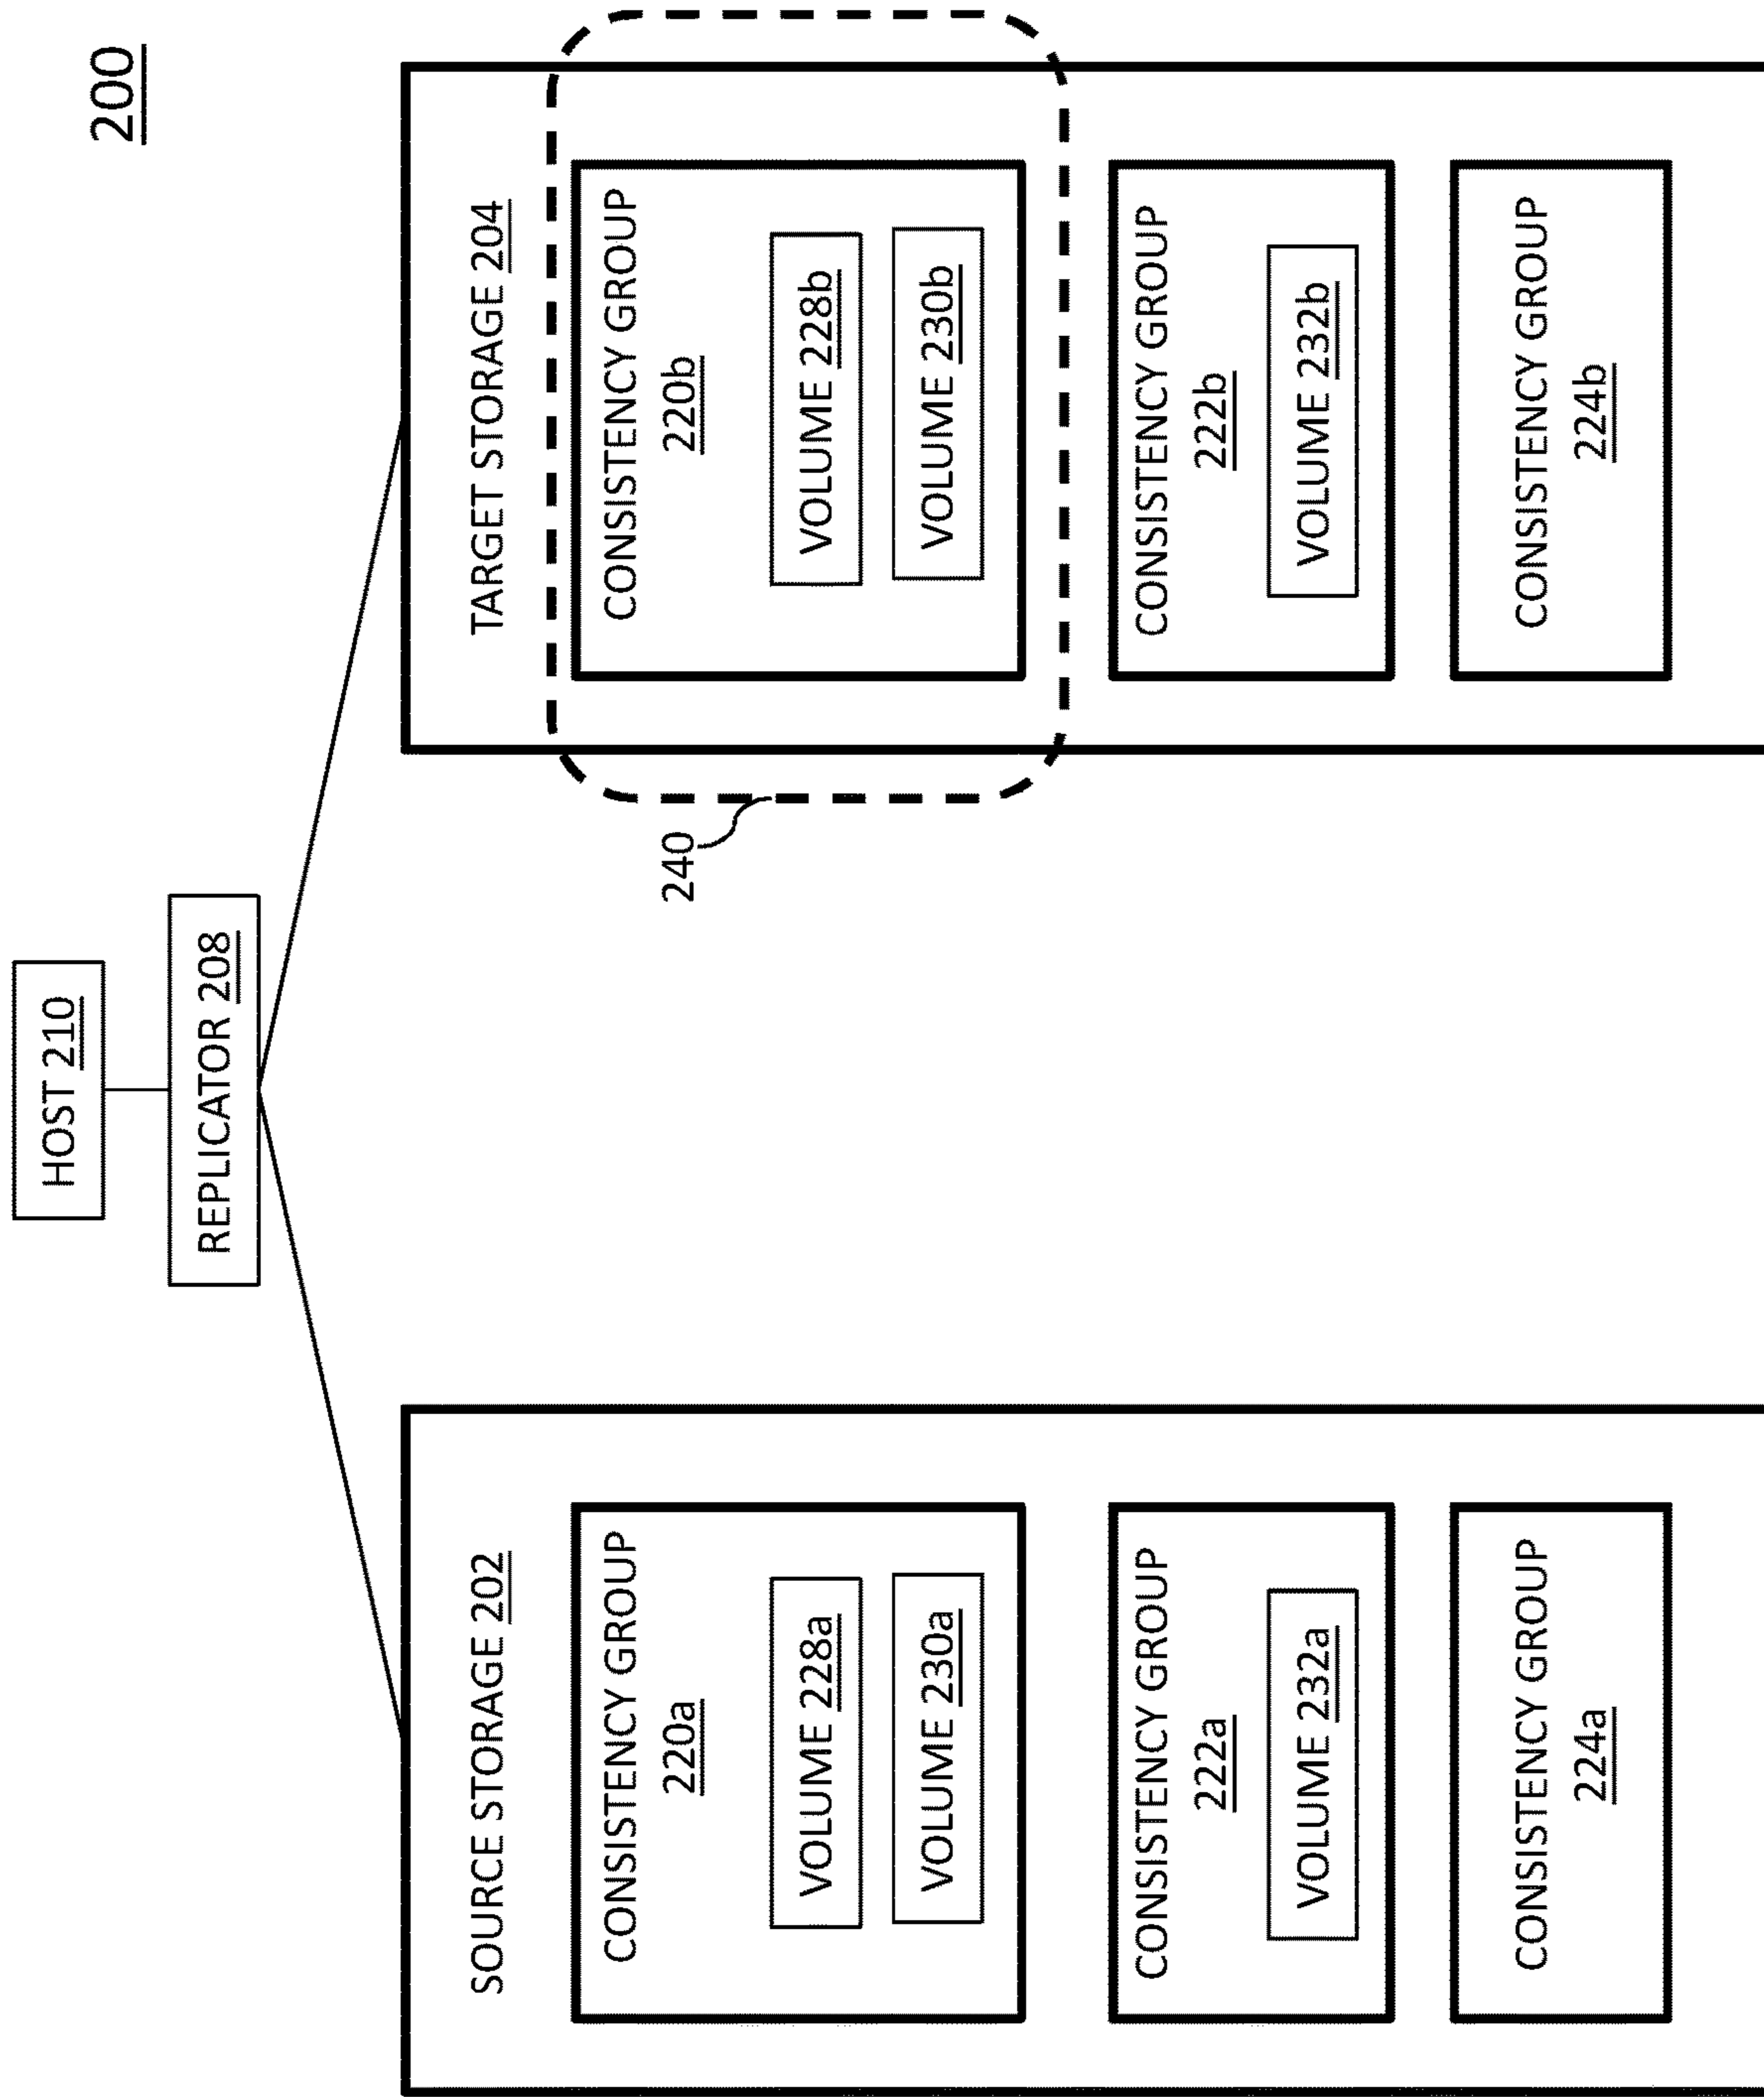 200
HOST 210
REPLICATOR 208
SOURCE STORAGE 202
CONSISTENCY GROUP
220a
VOLUME 228a
VOLUME 230a
CONSISTENCY GROUP
222a
VOLUME 232a
CONSISTENCY GROUP
224a
TARGET STORAGE 204
240
CONSISTENCY GROUP
220b
VOLUME 228b
VOLUME 230b
CONSISTENCY GROUP
222b
VOLUME 232b
CONSISTENCY GROUP
224b